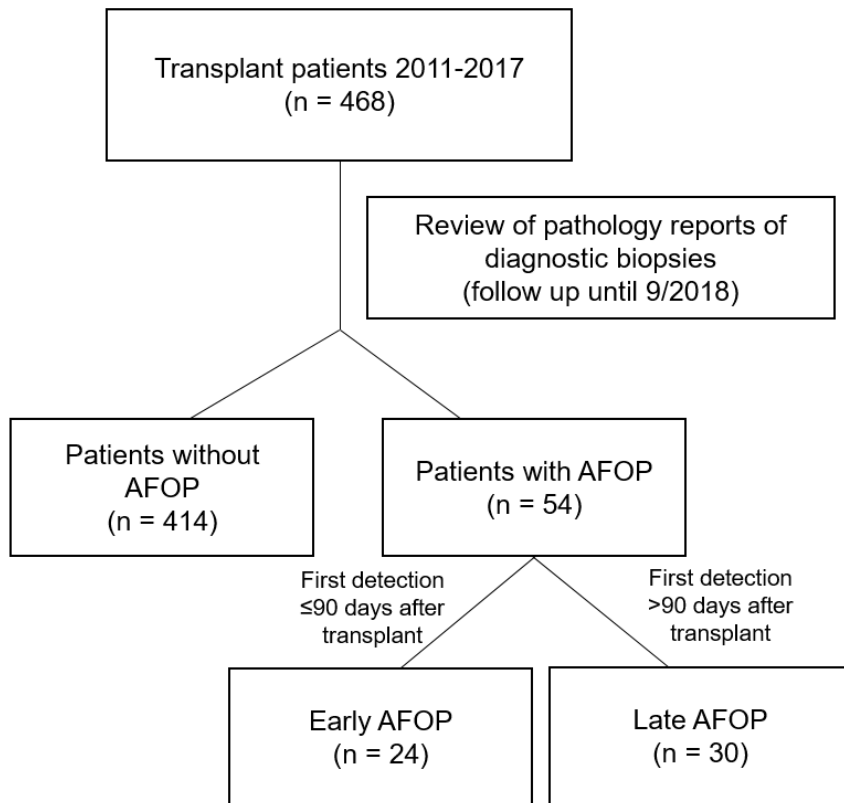 Transplant patients 2011-2017
(n = 468)
Review of pathology reports of
diagnostic biopsies
(follow up until 9/2018)
Patients without
AFOP
(n = 414)
Patients with AFOP
(n = 54)
First detection
≤90 days after
transplant
First detection
>90 days after
transplant
Early AFOP
(n = 24)
Late AFOP
(n = 30)